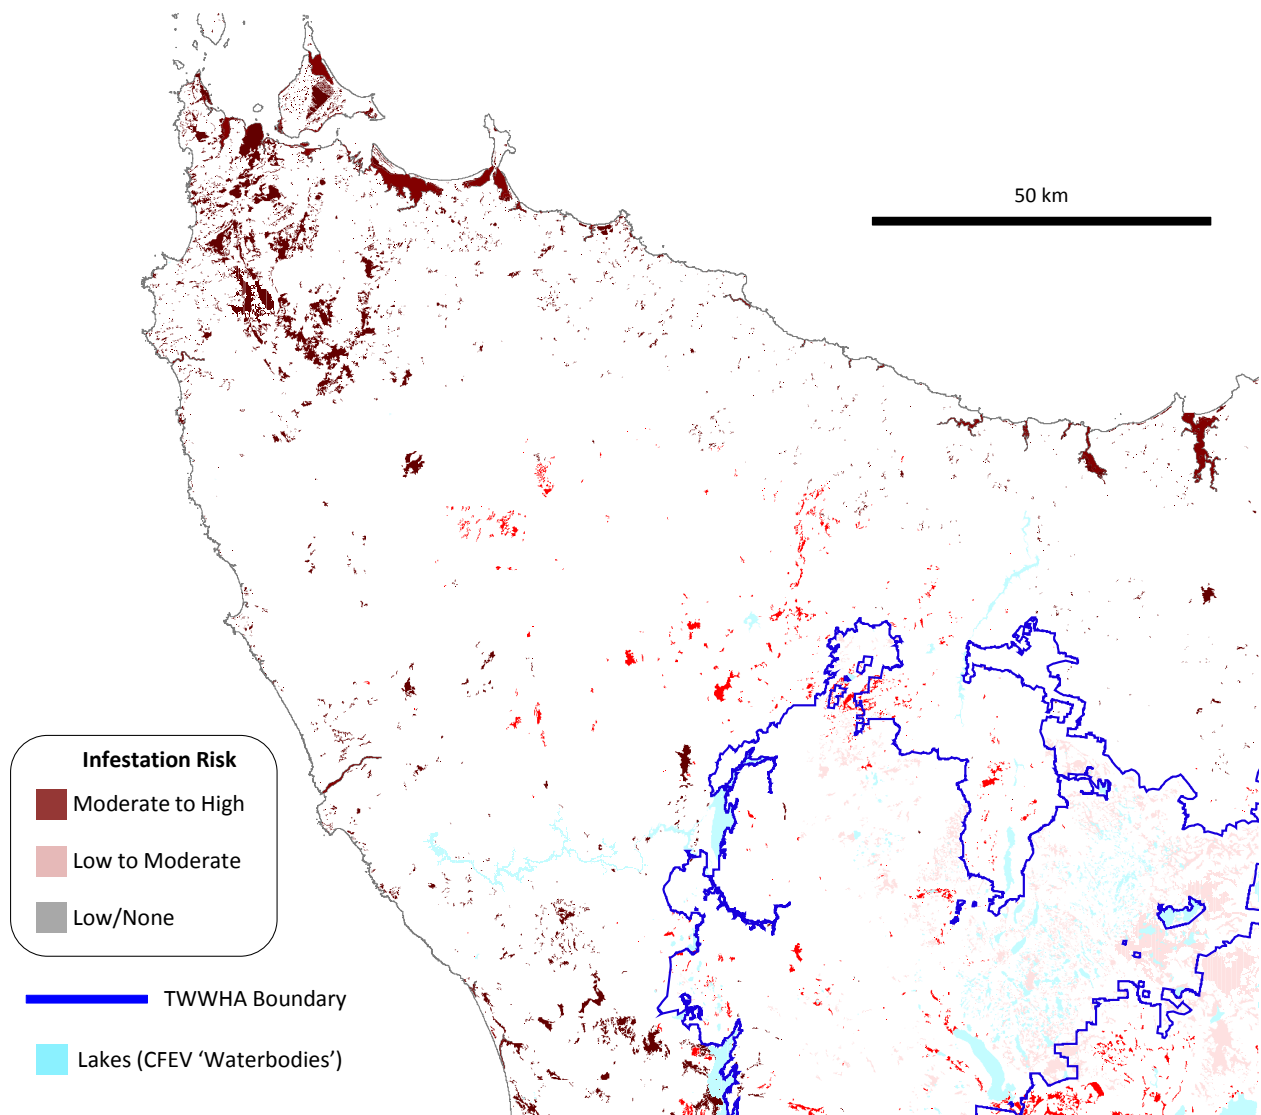 50 km
Infestation Risk
Moderate to High
Low to Moderate
Low/None
TWWHA Boundary
Lakes (CFEV ‘Waterbodies’)